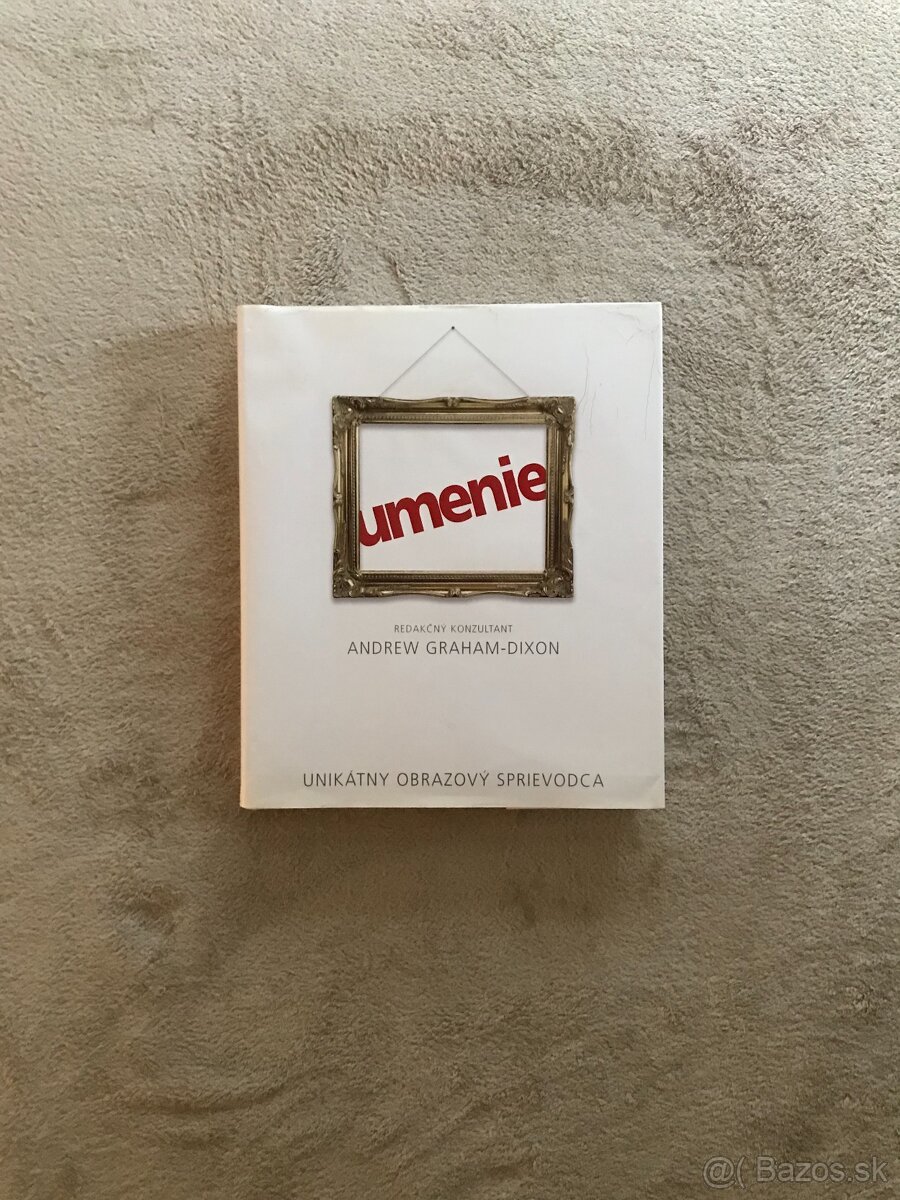 umenie
REDAKČNÝ KONZULTANT
ANDREW GRAHAM-DIXON
UNIKÁTNY OBRAZOVÝ SPRIEVODCA
@( Bazos.sk